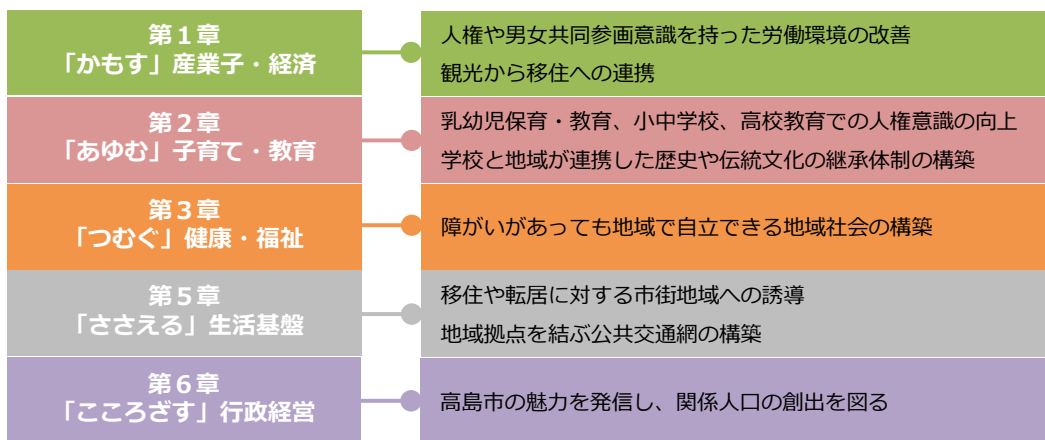 第1章
「かもす」産業子・経済
人権や男女共同参画意識を持った労働環境の改善
観光から移住への連携
第2章
「あゆむ」子育て・教育
乳幼児保育・教育、小中学校、高校教育での人権意識の向上
学校と地域が連携した歴史や伝統文化の継承体制の構築
第3章
「つむぐ」健康・福祉
障がいがあっても地域で自立できる地域社会の構築
第5章
「ささえる」生活基盤
移住や転居に対する市街地域への誘導
地域拠点を結ぶ公共交通網の構築
第6章
「こころざす」行政経営
高島市の魅力を発信し、関係人口の創出を図る